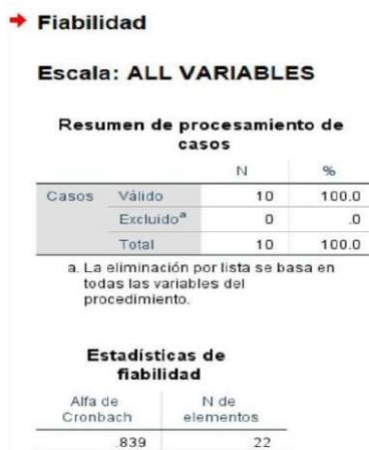 Fiabilidad
Escala: ALL VARIABLES
Resumen de procesamiento de
casos
N %
Casos Válido 10 100.0
Excluidoª 0 .0
Total 10 100.0
a. La eliminación por lista se basa en
todas las variables del
procedimiento.
Estadísticas de
fiabilidad
Alfa de N de
Cronbach elementos
.839 22